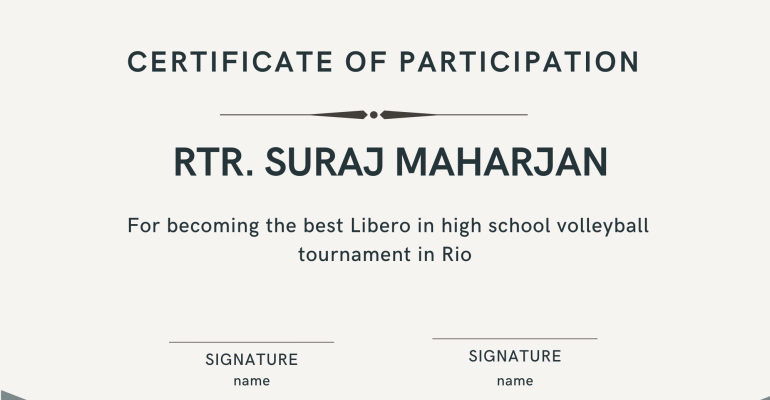 CERTIFICATE OF PARTICIPATION
RTR. SURAJ MAHARJAN
For becoming the best Libero in high school volleyball
tournament in Rio
SIGNATURE
name
SIGNATURE
name